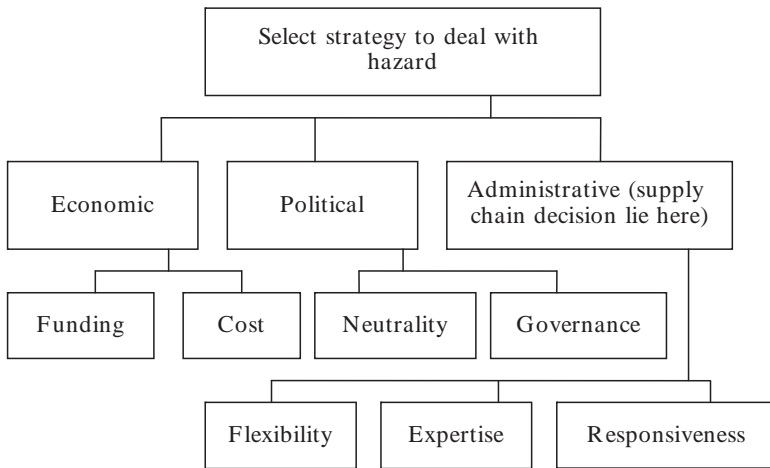 Select strategy to deal with
hazard
Economic
Political
Administrative (supply
chain decision lie here)
Funding
Cost
Neutrality
Governance
Flexibility
Expertise
Responsiveness